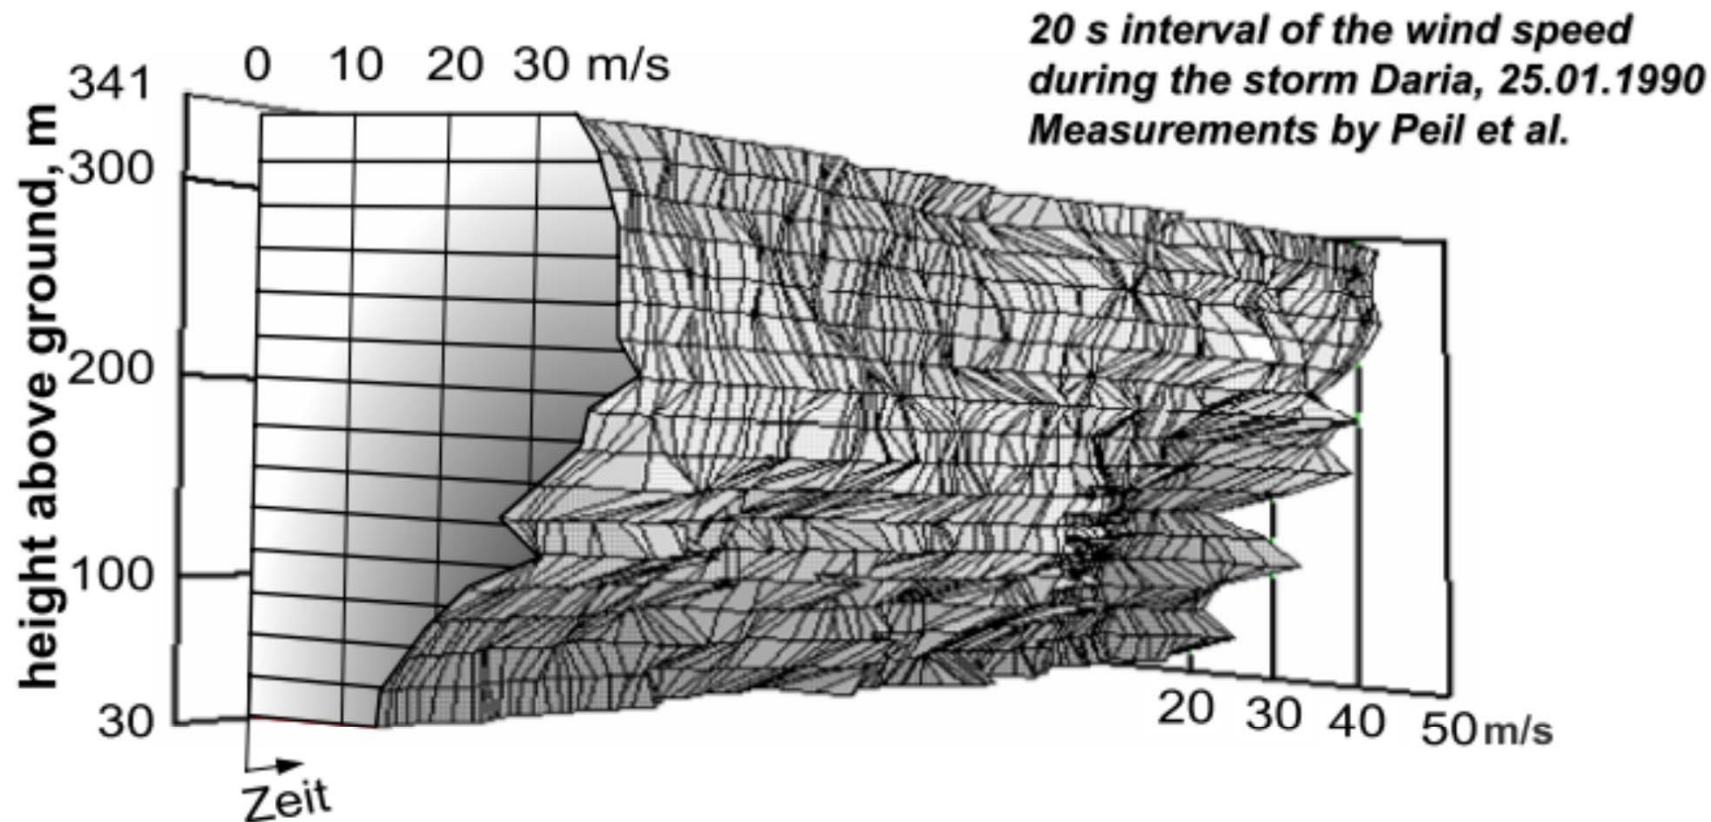 20 s interval of the wind speed
during the storm Daria, 25.01.1990
Measurements by Peil et al.
0 10 20 30 m/s
height above ground, m
341
300
200
100
30
Zeit
20 30 40 50 m/s